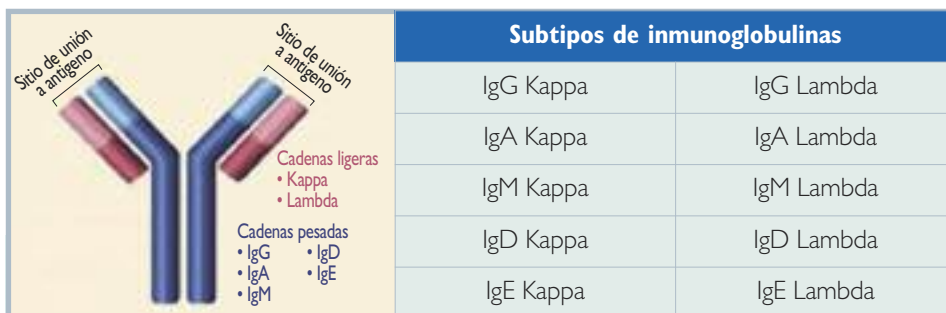 Sitio de unión
a antígeno
Sitio de unión
a antígeno
Cadenas ligeras
• Kappa
• Lambda
Cadenas pesadas
• IgG • IgD
• IgA • IgE
• IgM
Subtipos de inmunoglobulinas
IgG Kappa IgG Lambda
IgA Kappa IgA Lambda
IgM Kappa IgM Lambda
IgD Kappa IgD Lambda
IgE Kappa IgE Lambda